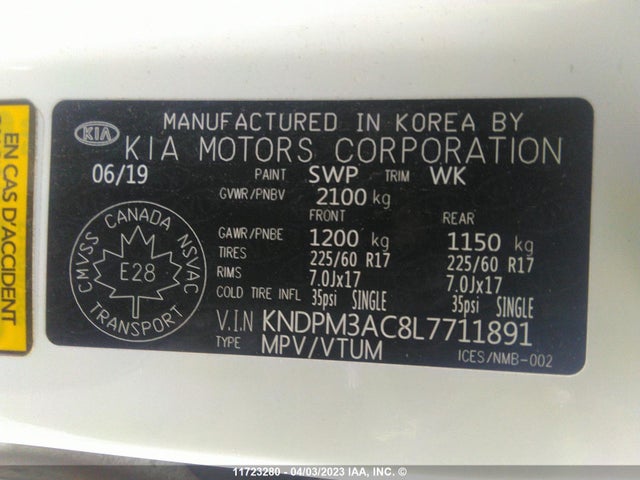 EN CAS D'ACCIDENT
KIA
MANUFACTURED IN KOREA BY
KIA MOTORS CORPORATION
06/19 PAINT SWP TRIM WK
GVWR/PNBV 2100 kg
FRONT REAR
GAWR/PNBE 1200 kg 1150 kg
TIRES 225/60 R17 225/60 R17
RIMS 7.0Jx17 7.0Jx17
COLD TIRE INFL 35psi SINGLE 35psi SINGLE
V.I.N KNDPM3AC8L7711891
TYPE MPV/VTUM ICES/NMB-002
CANADA
CMVSS NSVAC
E28
TRANSPORT
11723280 - 04/03/2023 IAA, INC. ©